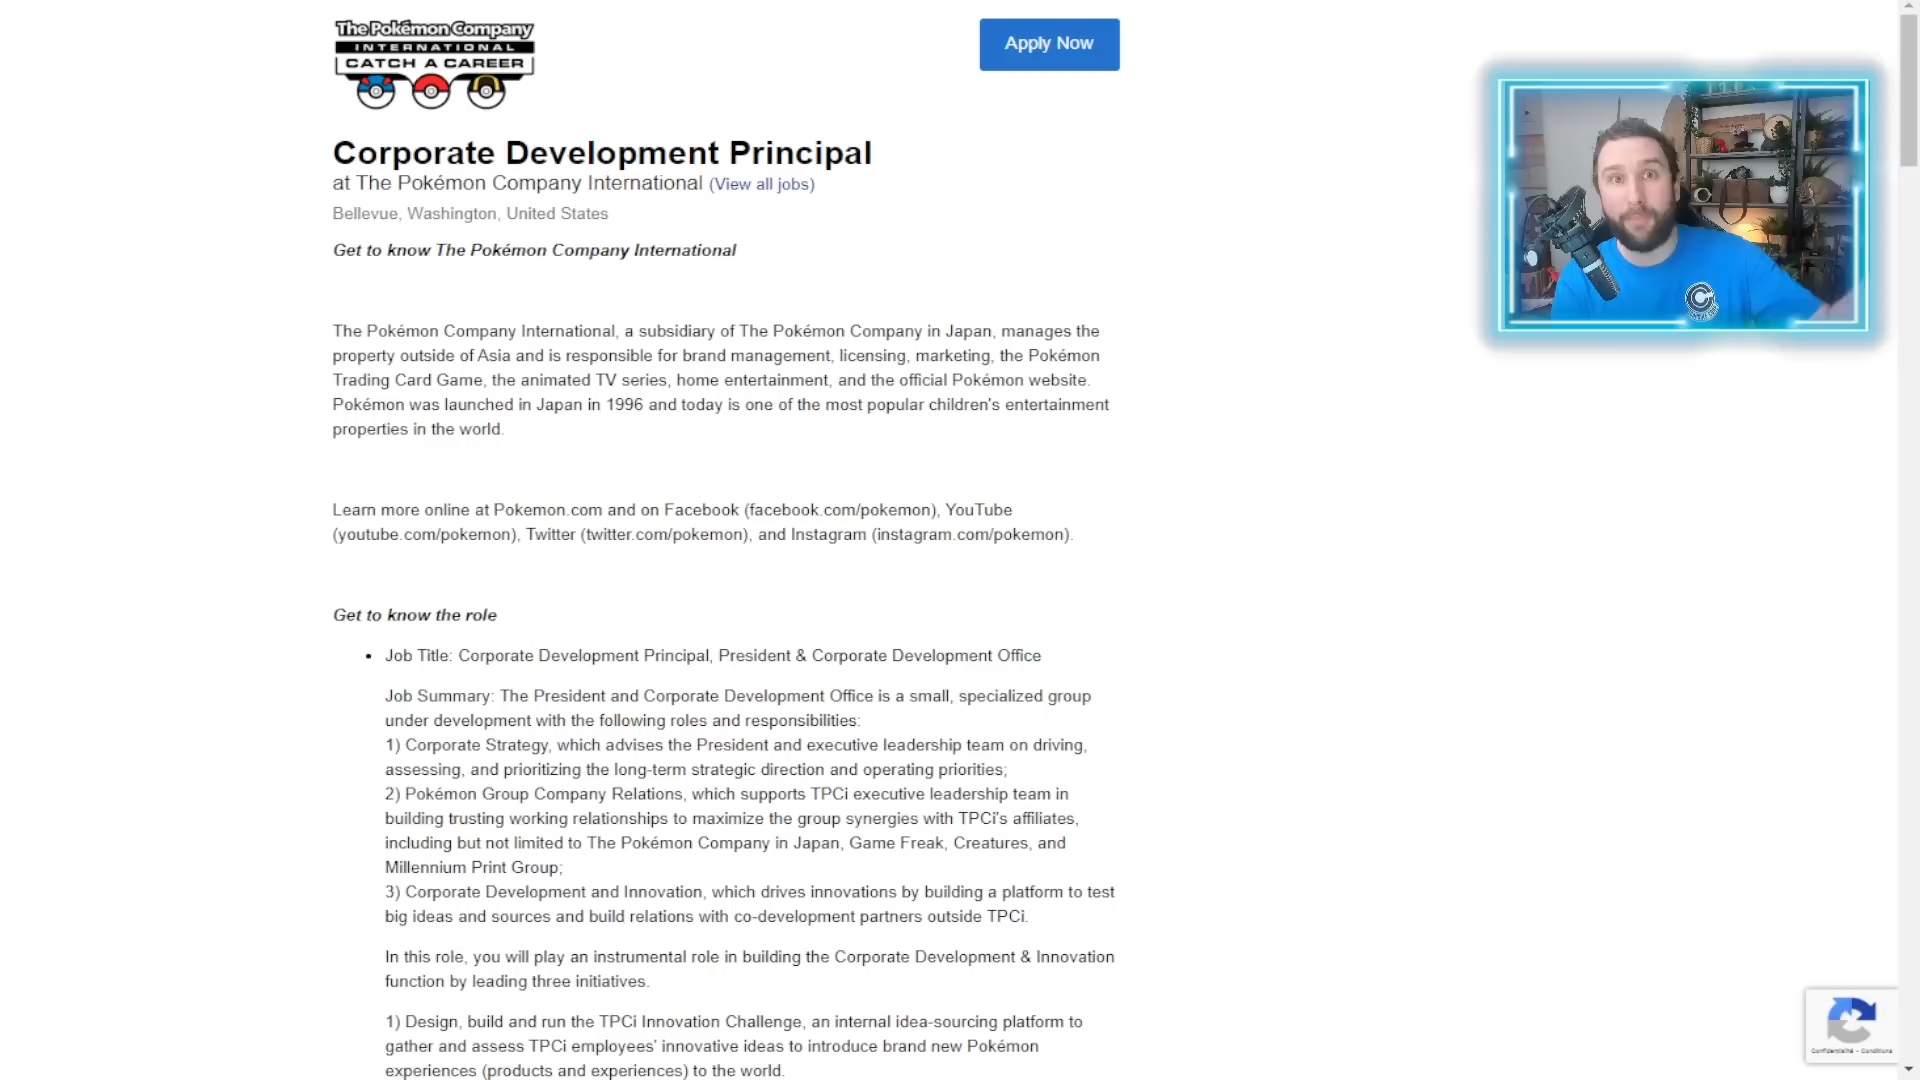 The Pokémon Company
INTERNATIONAL
CATCH A CAREER
Apply Now
Corporate Development Principal
at The Pokémon Company International (View all jobs)
Bellevue, Washington, United States
Get to know The Pokémon Company International
The Pokémon Company International, a subsidiary of The Pokémon Company in Japan, manages the
property outside of Asia and is responsible for brand management, licensing, marketing, the Pokémon
Trading Card Game, the animated TV series, home entertainment, and the official Pokémon website.
Pokémon was launched in Japan in 1996 and today is one of the most popular children's entertainment
properties in the world.
Learn more online at Pokemon.com and on Facebook (facebook.com/pokemon), YouTube
(youtube.com/pokemon), Twitter (twitter.com/pokemon), and Instagram (instagram.com/pokemon).
Get to know the role
• Job Title: Corporate Development Principal, President & Corporate Development Office
Job Summary: The President and Corporate Development Office is a small, specialized group
under development with the following roles and responsibilities:
1) Corporate Strategy, which advises the President and executive leadership team on driving,
assessing, and prioritizing the long-term strategic direction and operating priorities;
2) Pokémon Group Company Relations, which supports TPCi executive leadership team in
building trusting working relationships to maximize the group synergies with TPCi's affiliates,
including but not limited to The Pokémon Company in Japan, Game Freak, Creatures, and
Millennium Print Group;
3) Corporate Development and Innovation, which drives innovations by building a platform to test
big ideas and sources and build relations with co-development partners outside TPCi.
In this role, you will play an instrumental role in building the Corporate Development & Innovation
function by leading three initiatives.
1) Design, build and run the TPCi Innovation Challenge, an internal idea-sourcing platform to
gather and assess TPCi employees' innovative ideas to introduce brand new Pokémon
experiences (products and experiences) to the world.
Confidentialité - Conditions